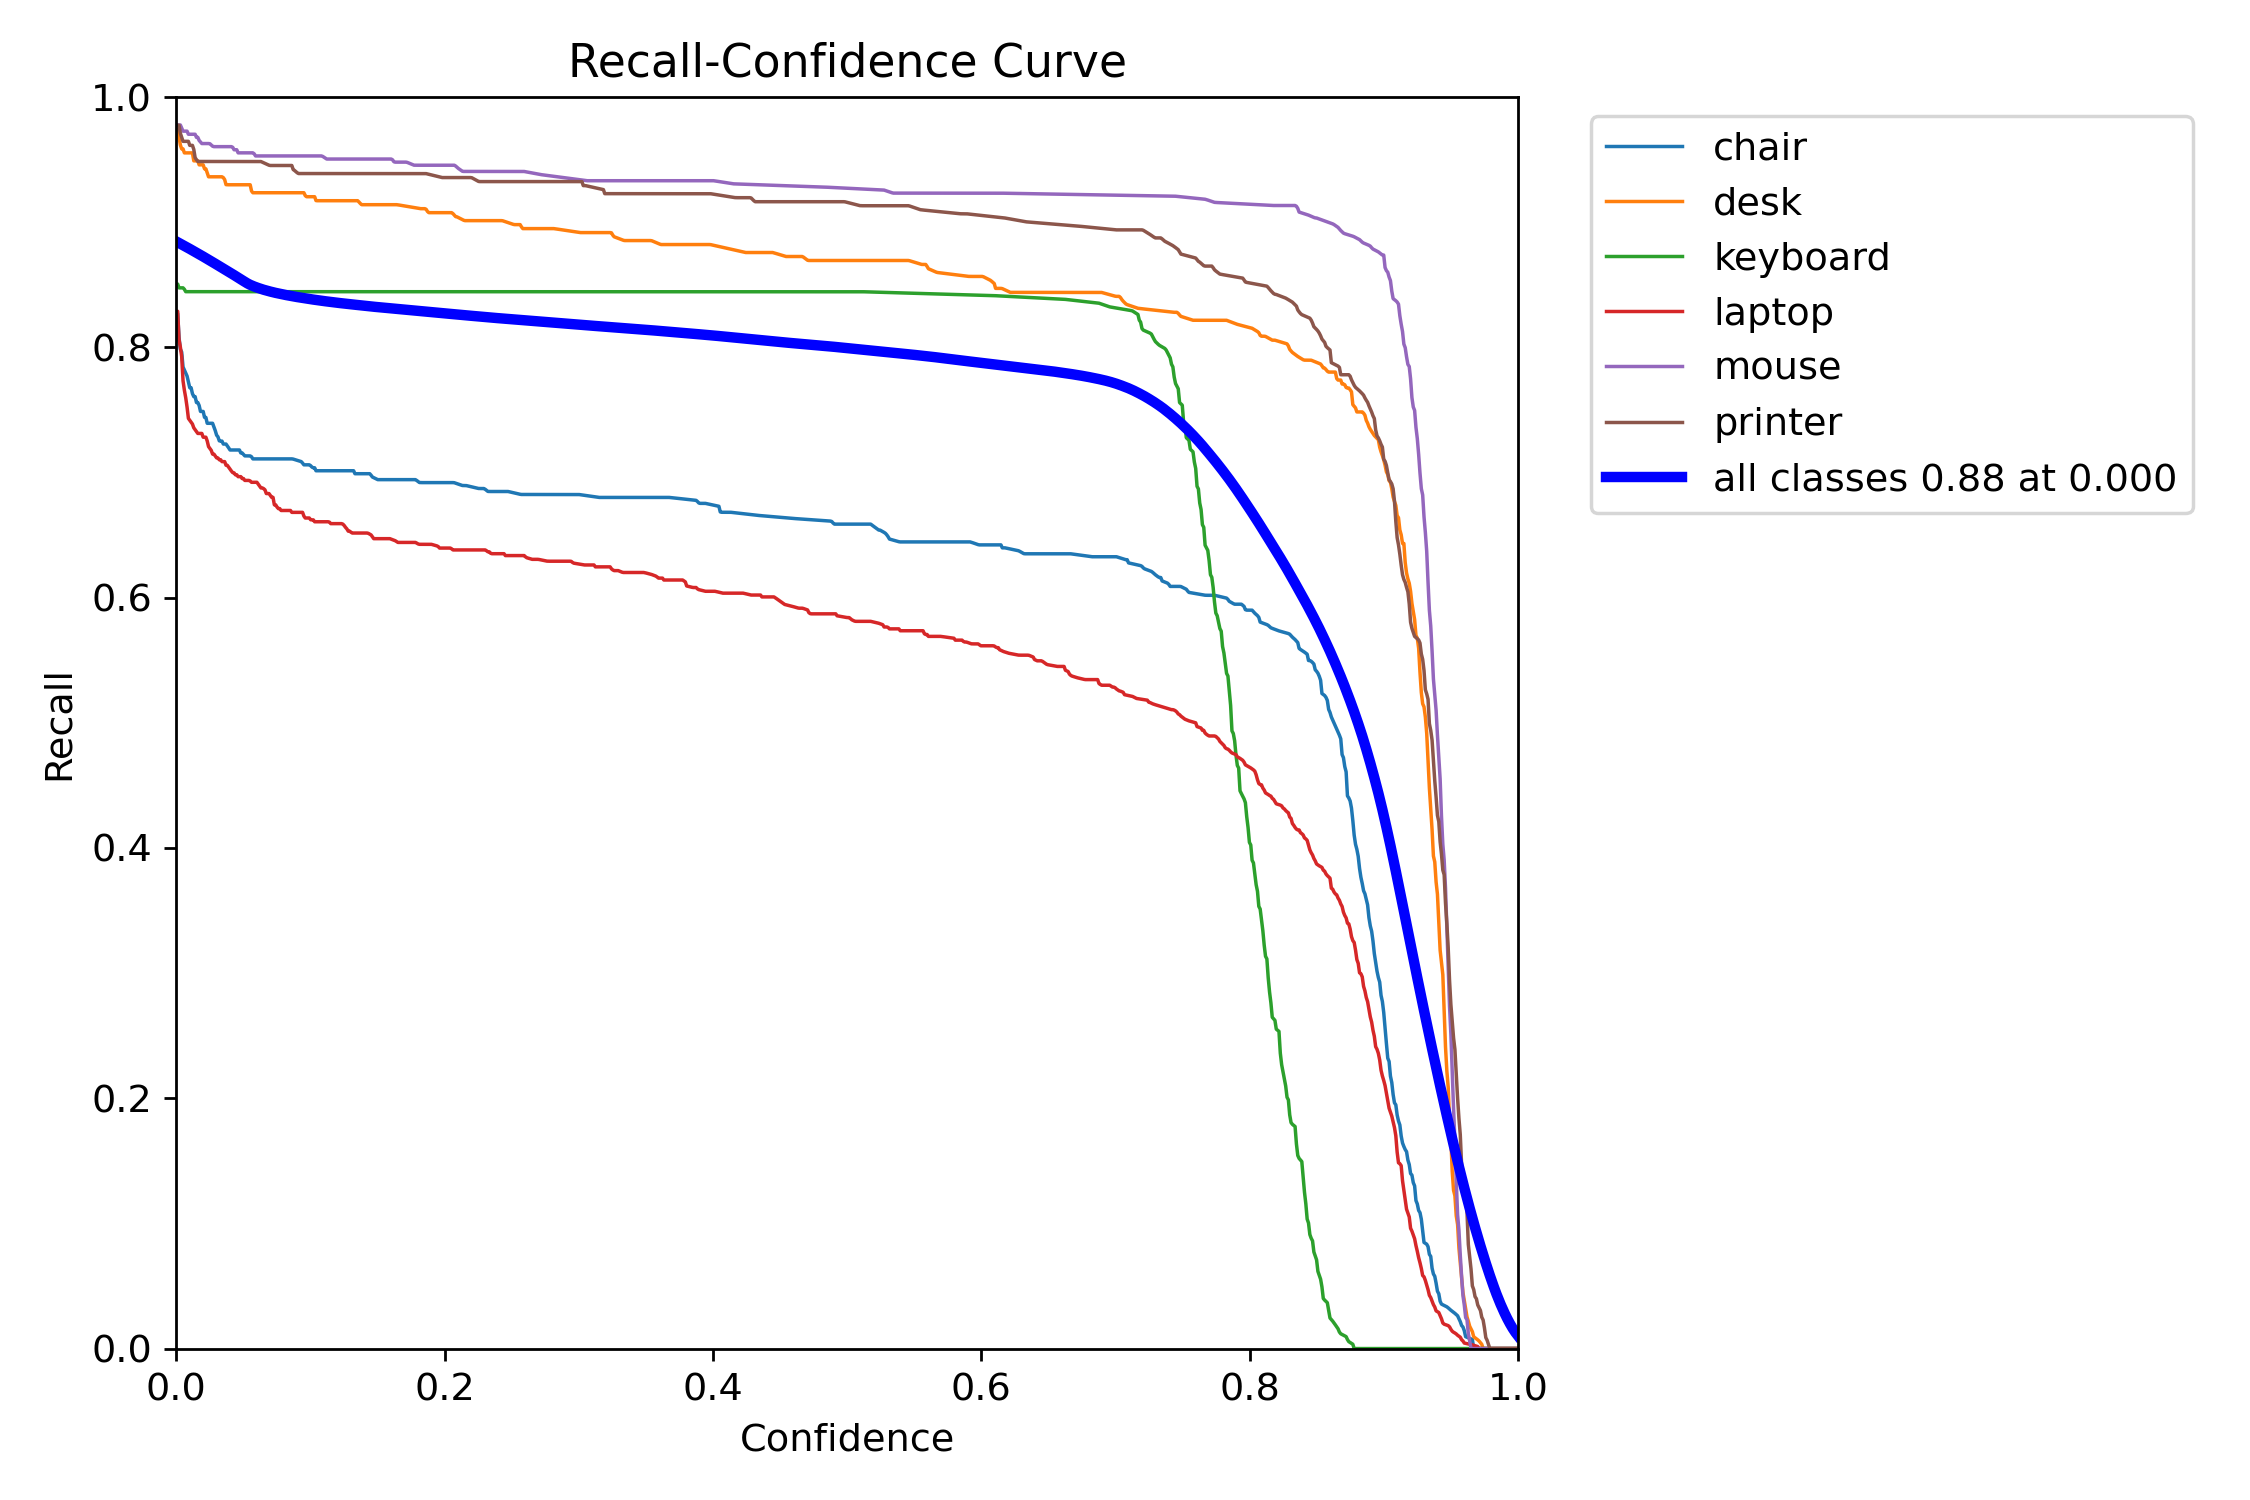 Recall-Confidence Curve
1.0
0.8
0.6
0.4
0.2
0.0
Recall
0.0 0.2 0.4 0.6 0.8 1.0
Confidence
chair
desk
keyboard
laptop
mouse
printer
all classes 0.88 at 0.000